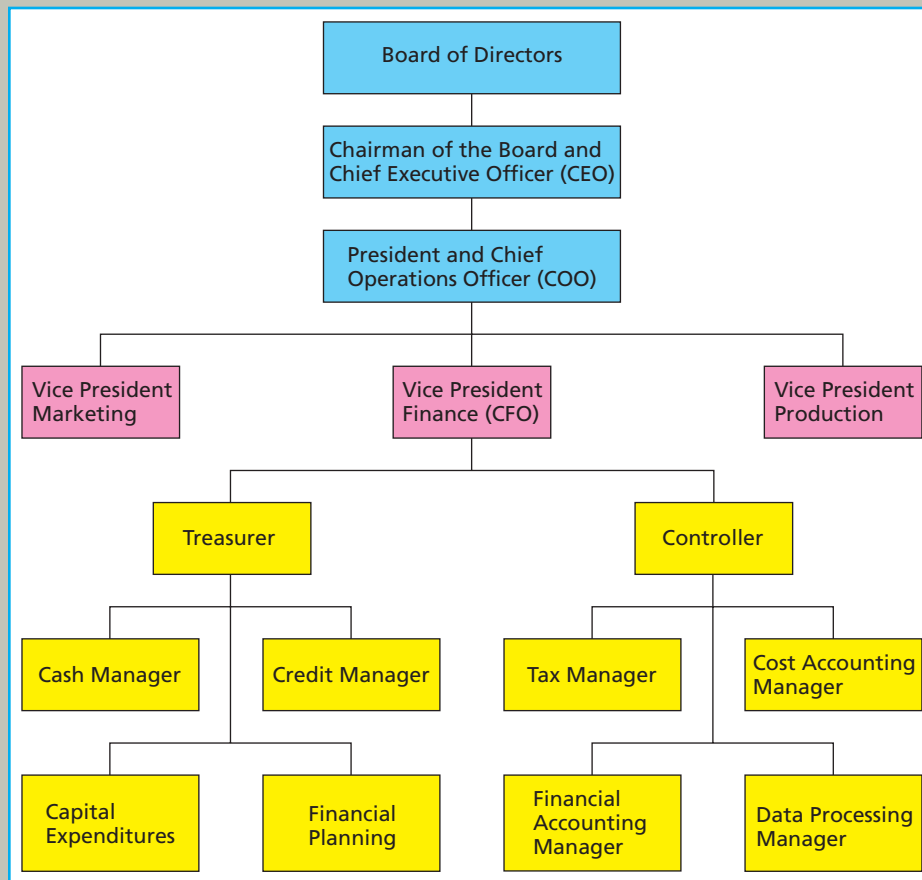 Board of Directors
Chairman of the Board and
Chief Executive Officer (CEO)
President and Chief
Operations Officer (COO)
Vice President
Marketing
Vice President
Finance (CFO)
Vice President
Production
Treasurer
Controller
Cash Manager
Credit Manager
Tax Manager
Cost Accounting
Manager
Capital
Expenditures
Financial
Planning
Financial
Accounting
Manager
Data Processing
Manager